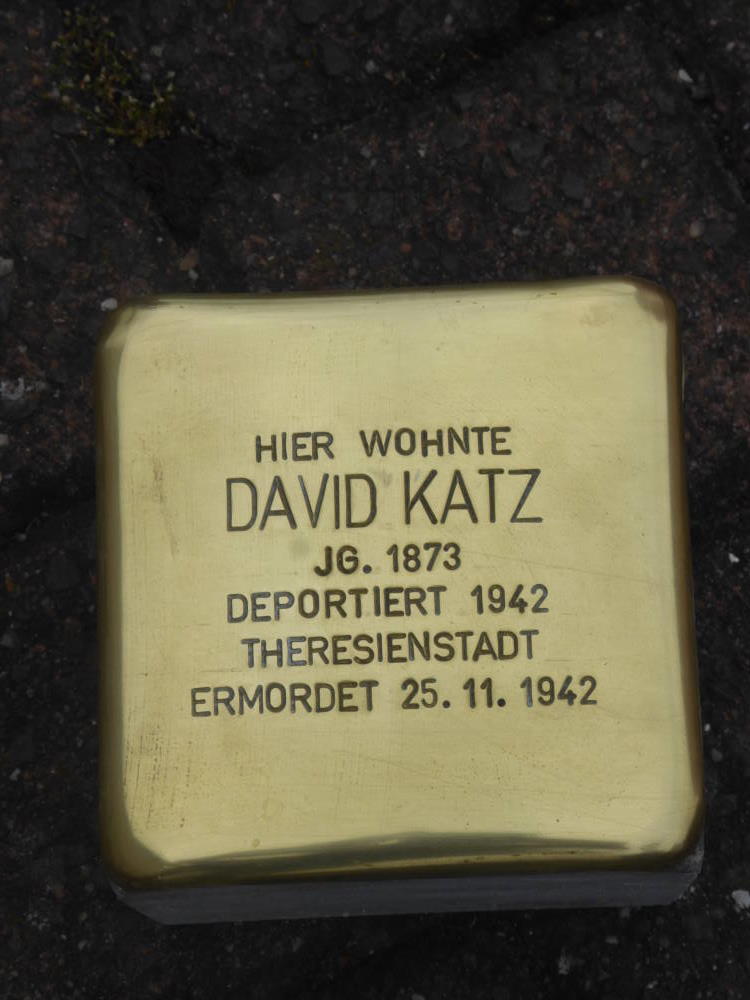 HIER WOHNTE
DAVID KATZ
JG. 1873
DEPORTIERT 1942
THERESIENSTADT
ERMORDET 25.11.1942